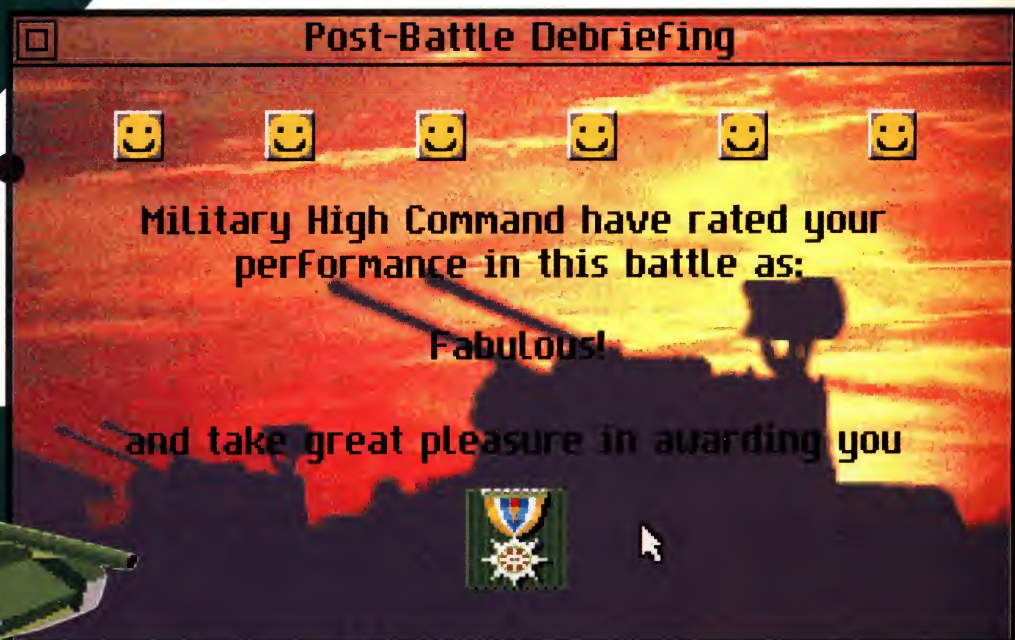 Post-Battle Debriefing
Military High Command have rated your
performance in this battle as:
Fabulous!
and take great pleasure in awarding you